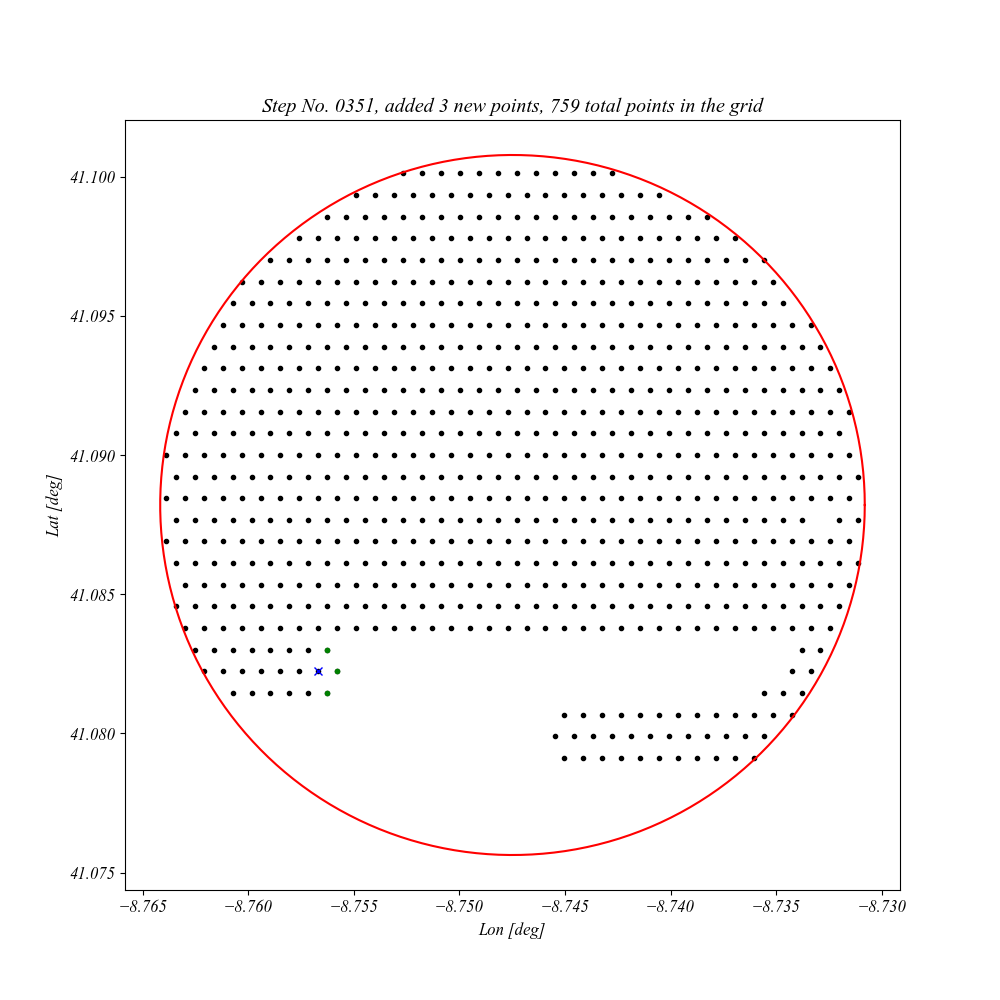 Step No. 0351, added 3 new points, 759 total points in the grid
41.100
41.095
41.090
41.085
41.080
41.075
Lat [deg]
−8.765 −8.760 −8.755 −8.750 −8.745 −8.740 −8.735 −8.730
Lon [deg]